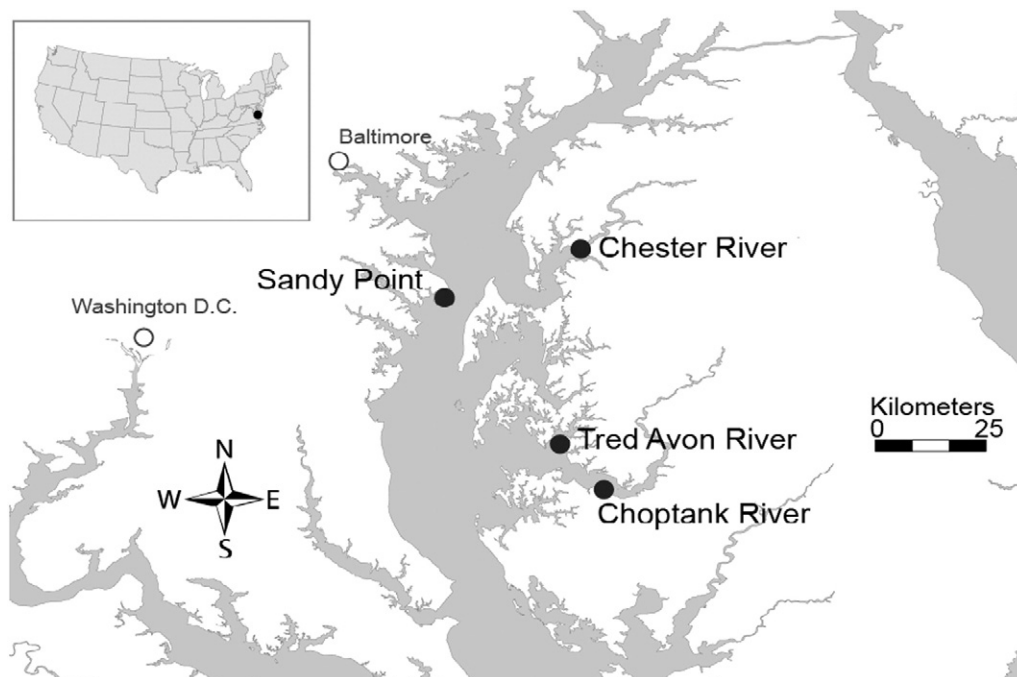 Baltimore
Chester River
Sandy Point
Washington D.C.
Kilometers
0 25
Tred Avon River
N
W E
S
Choptank River